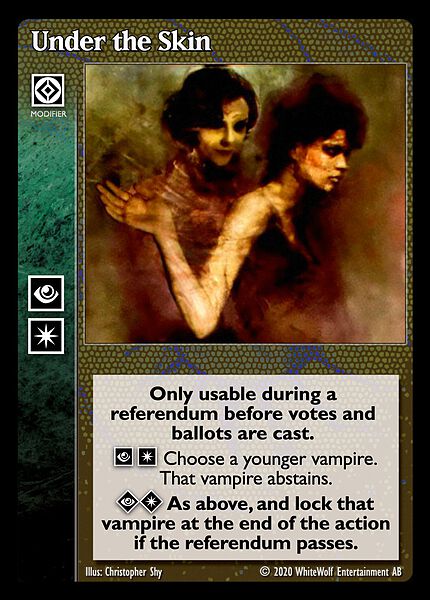 Under the Skin
MODIFIER
Only usable during a
referendum before votes and
ballots are cast.
Choose a younger vampire.
That vampire abstains.
As above, and lock that
vampire at the end of the action
if the referendum passes.
Illus: Christopher Shy © 2020 WhiteWolf Entertainment AB